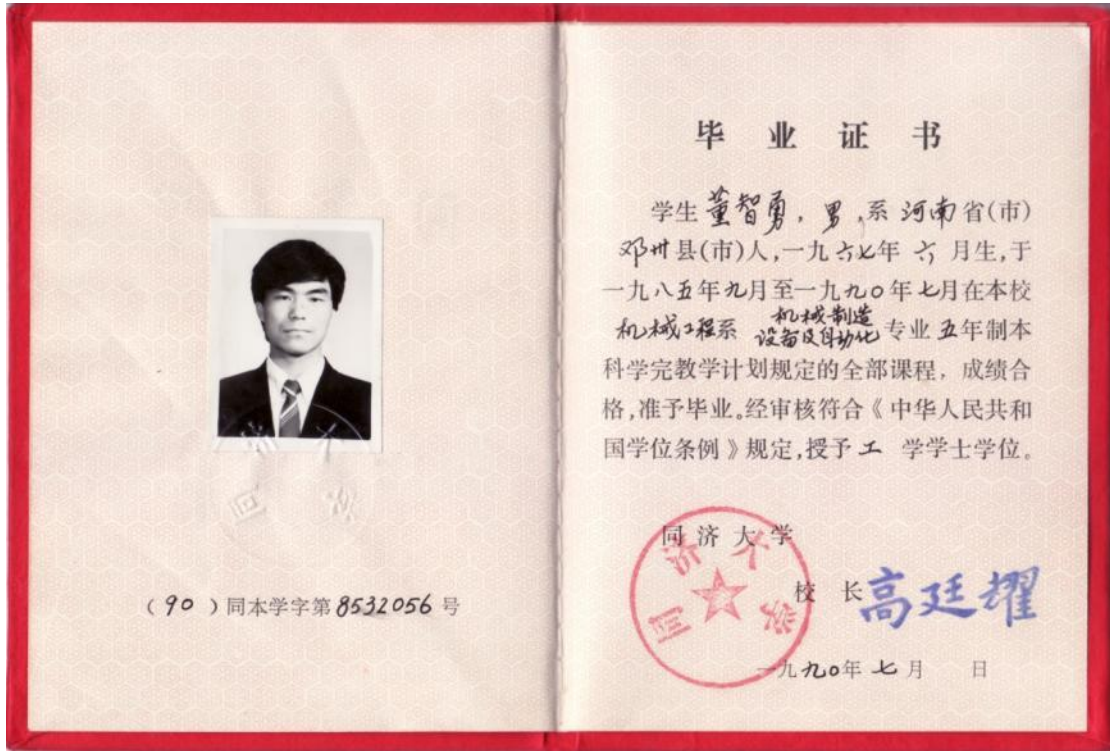 （90）同本学字第8532056号
毕业证书
学生董智勇，男，系河南省(市)
邓州县(市)人，一九六七年六月生，于
一九八五年九月至一九九〇年七月在本校
机械工程系 机械制造设备及自动化专业五年制本
科学完教学计划规定的全部课程，成绩合
格，准予毕业。经审核符合《中华人民共和
国学位条例》规定，授予工学学士学位。
同济大学
同济大学
校长高廷耀
一九九〇年七月 日